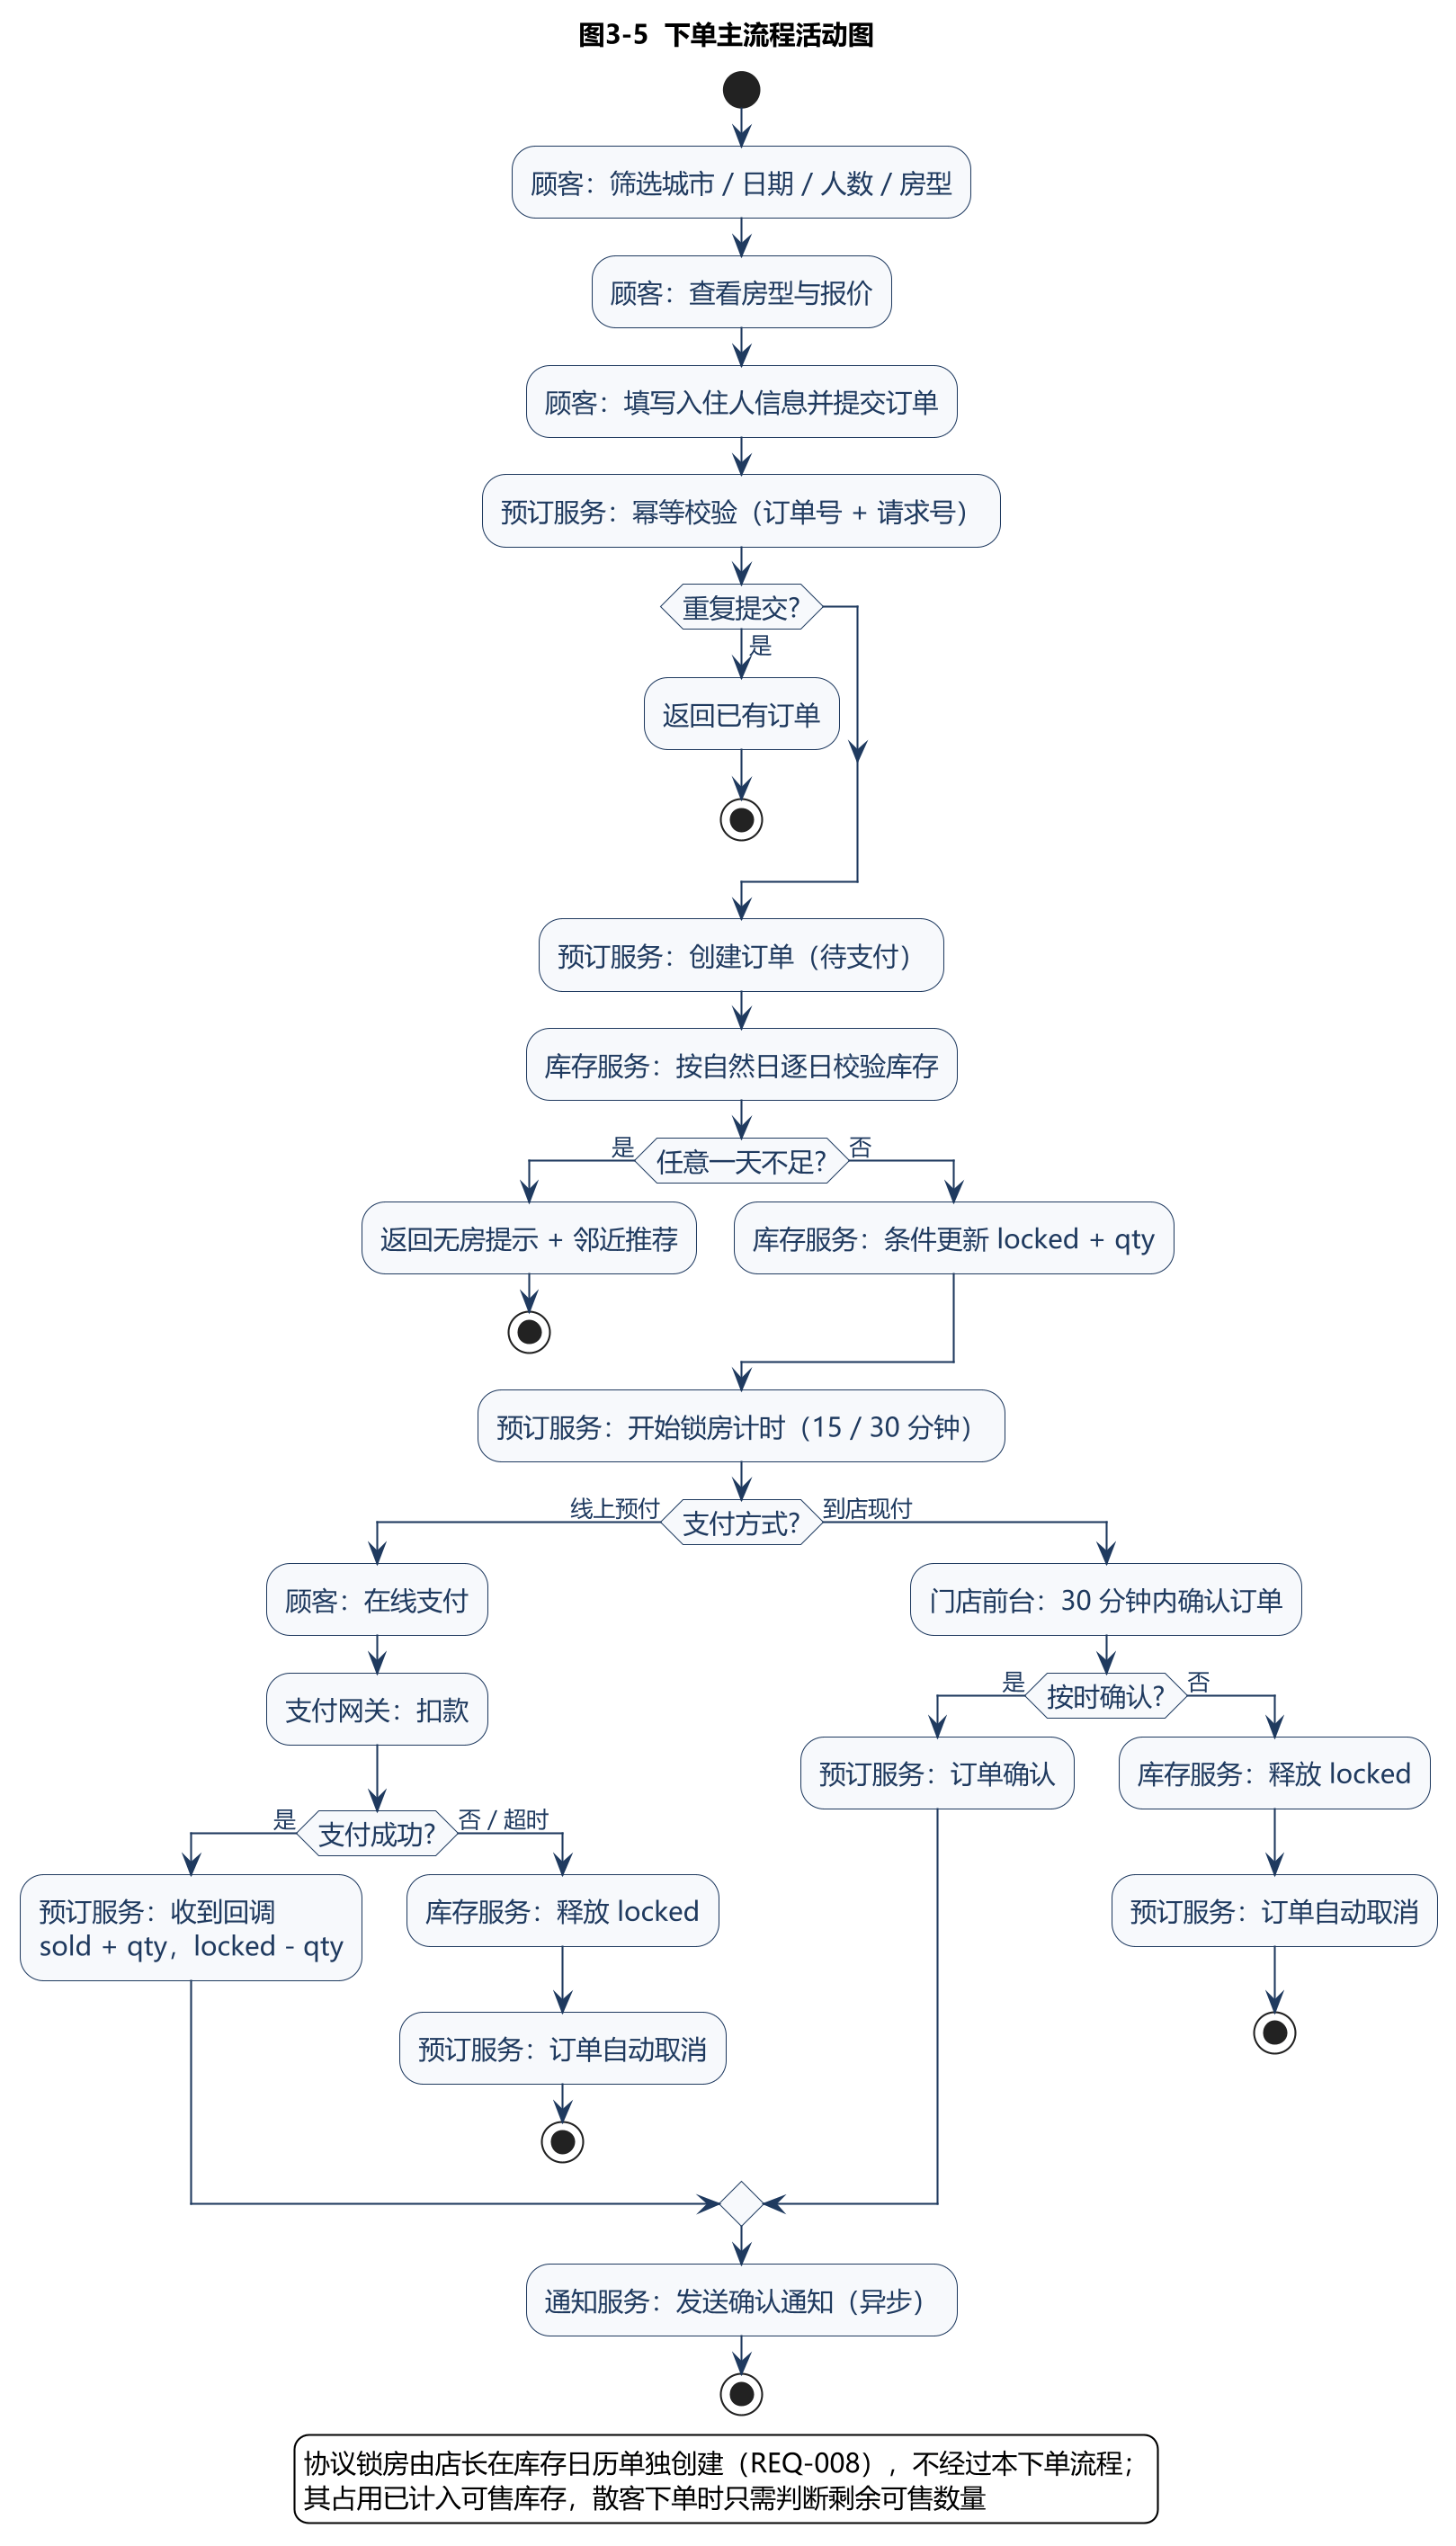 图3-5 下单主流程活动图
顾客：筛选城市 / 日期 / 人数 / 房型
顾客：查看房型与报价
顾客：填写入住人信息并提交订单
预订服务：幂等校验（订单号 + 请求号）
重复提交?
是
返回已有订单
预订服务：创建订单（待支付）
库存服务：按自然日逐日校验库存
是
任意一天不足?
否
返回无房提示 + 邻近推荐
库存服务：条件更新 locked + qty
预订服务：开始锁房计时（15 / 30 分钟）
线上预付
支付方式?
到店现付
顾客：在线支付
门店前台：30 分钟内确认订单
支付网关：扣款
是
按时确认?
否
预订服务：订单确认
库存服务：释放 locked
是
支付成功?
否 / 超时
预订服务：收到回调
sold + qty，locked - qty
库存服务：释放 locked
预订服务：订单自动取消
预订服务：订单自动取消
通知服务：发送确认通知（异步）
协议锁房由店长在库存日历单独创建（REQ-008），不经过本下单流程；
其占用已计入可售库存，散客下单时只需判断剩余可售数量